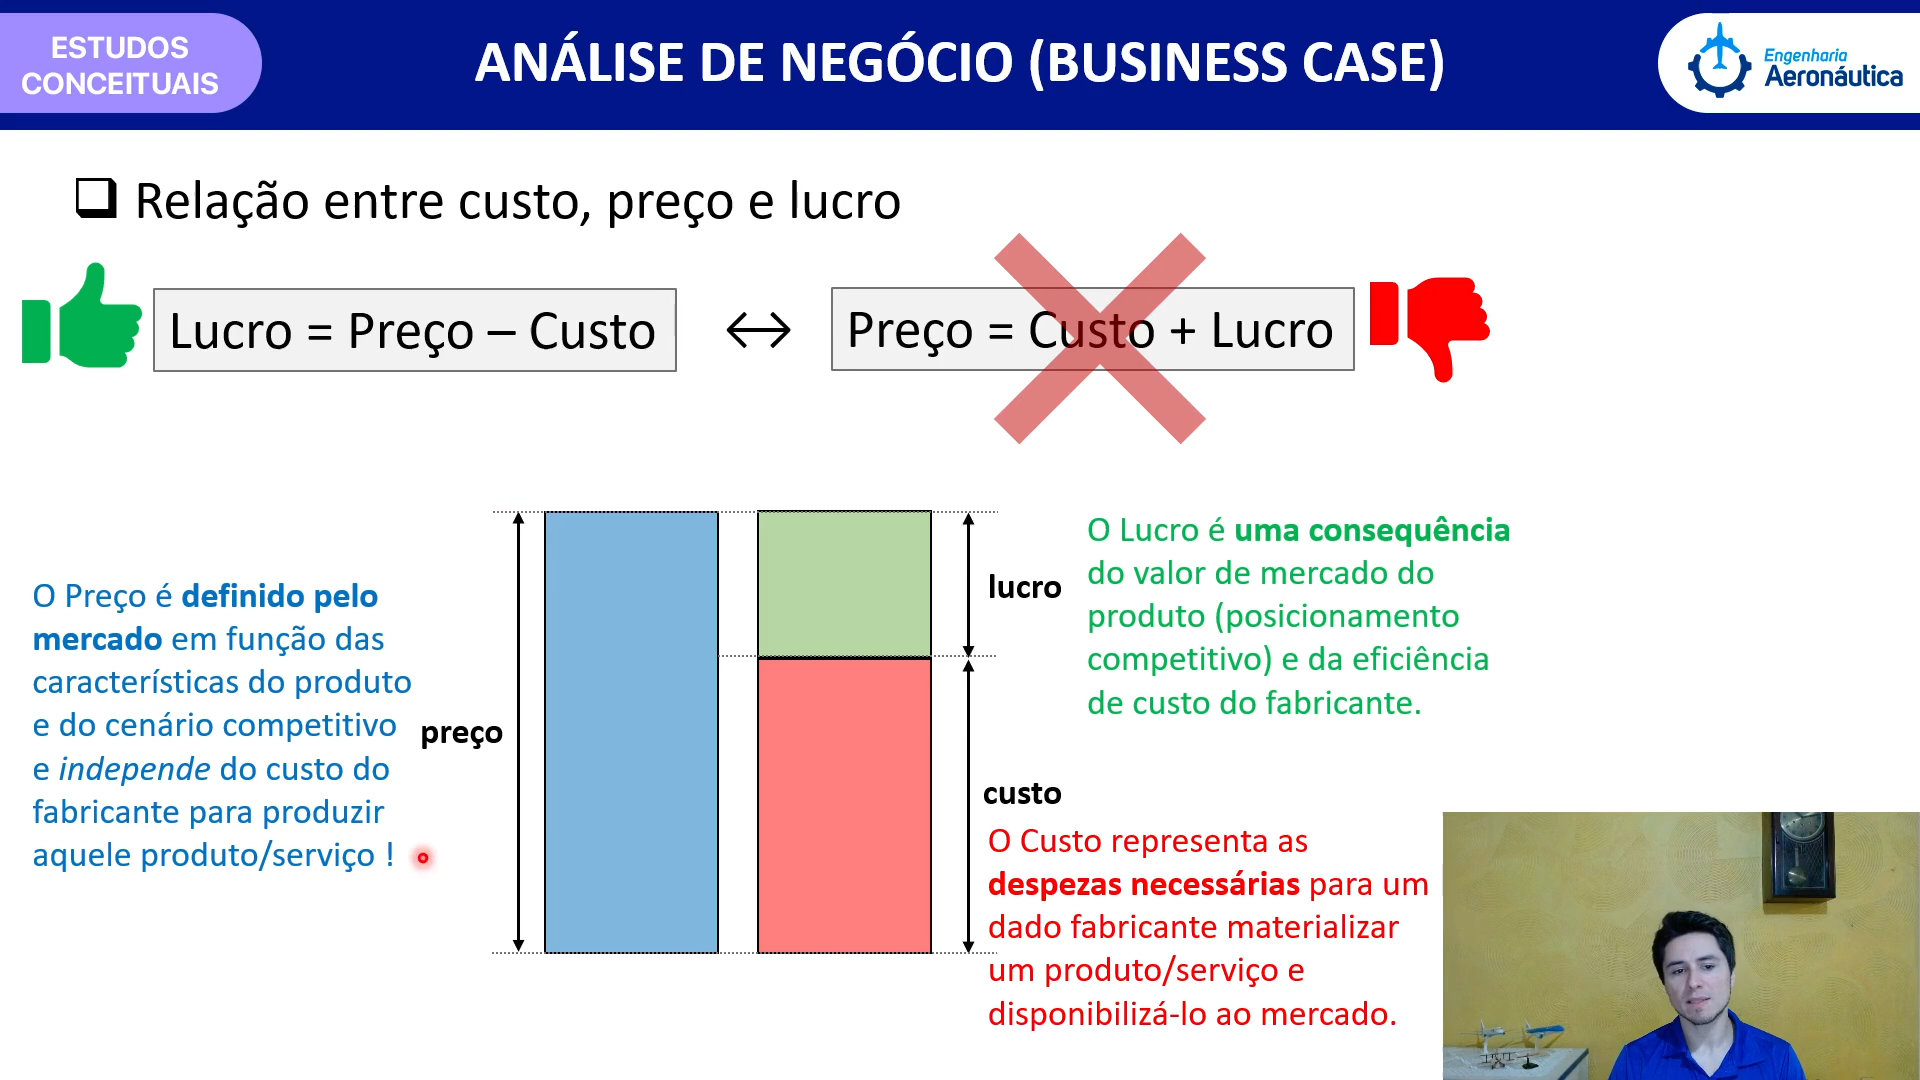 ESTUDOS
CONCEITUAIS
ANÁLISE DE NEGÓCIO (BUSINESS CASE)
Engenharia
Aeronáutica
Relação entre custo, preço e lucro
Lucro = Preço – Custo
Preço = Custo + Lucro
O Preço é definido pelo
mercado em função das
características do produto
e do cenário competitivo
e independe do custo do
fabricante para produzir
aquele produto/serviço !
preço
lucro
O Lucro é uma consequência
do valor de mercado do
produto (posicionamento
competitivo) e da eficiência
de custo do fabricante.
custo
O Custo representa as
despezas necessárias para um
dado fabricante materializar
um produto/serviço e
disponibilizá-lo ao mercado.